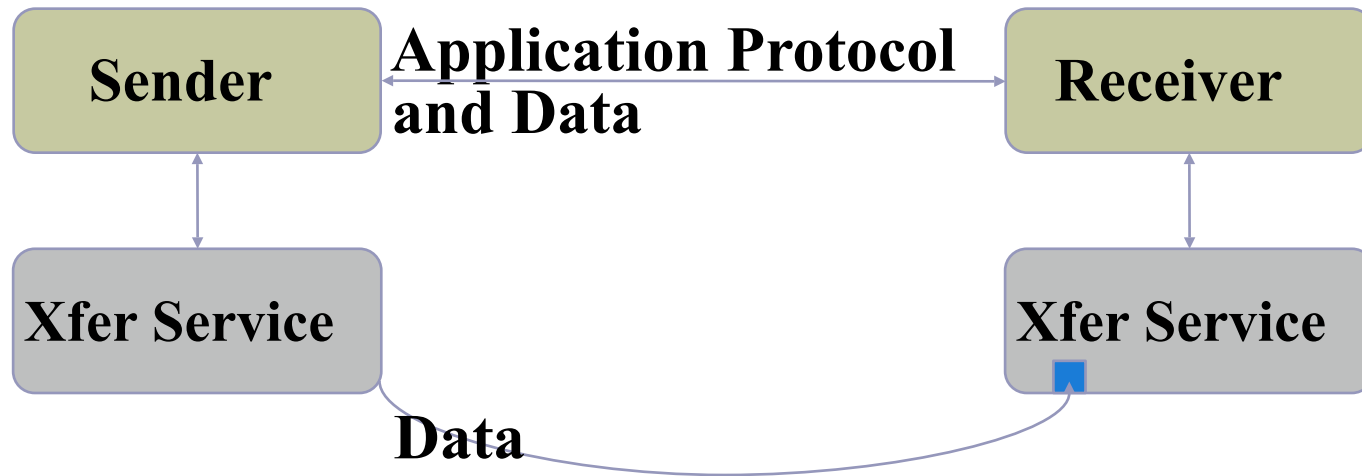 Sender
Application Protocol
and Data
Receiver
Xfer Service
Xfer Service
Data